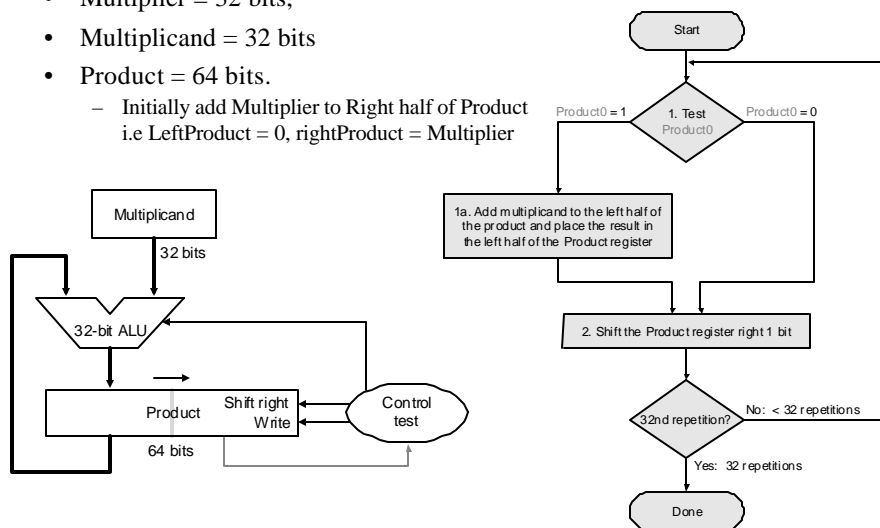 • Multiplier = 32 bits,
• Multiplicand = 32 bits
• Product = 64 bits.
– Initially add Multiplier to Right half of Product
i.e LeftProduct = 0, rightProduct = Multiplier
Multiplicand
32 bits
32-bit ALU
Product
Shift right
Write
64 bits
Control
test
Start
Product0 = 1
1. Test
Product0
Product0 = 0
1a. Add multiplicand to the left half of
the product and place the result in
the left half of the Product register
2. Shift the Product register right 1 bit
32nd repetition?
No: < 32 repetitions
Yes: 32 repetitions
Done